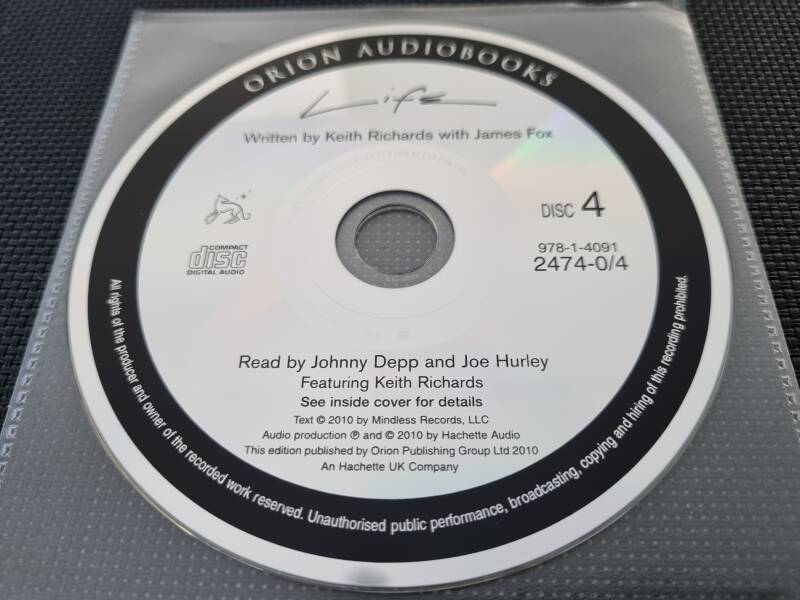 ORION AUDIOBOOKS
Life
Written by Keith Richards with James Fox
DISC 4
COMPACT
disc
DIGITAL AUDIO
978-1-4091
2474-0/4
Read by Johnny Depp and Joe Hurley
Featuring Keith Richards
See inside cover for details
Text © 2010 by Mindless Records, LLC
Audio production ℗ and © 2010 by Hachette Audio
This edition published by Orion Publishing Group Ltd 2010
An Hachette UK Company
All rights of the producer and owner of the recorded work reserved. Unauthorised public performance, broadcasting, copying and hiring of this recording prohibited.